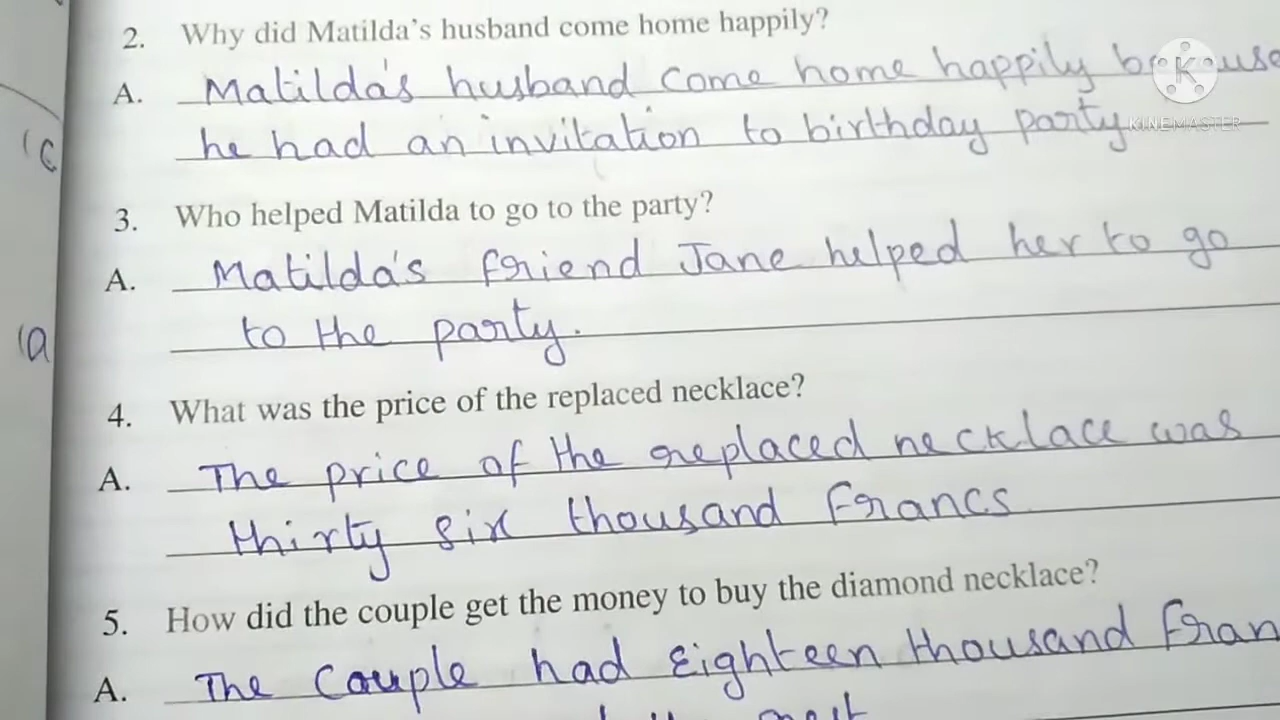 2. Why did Matilda's husband come home happily?
A. Matilda's husband come home happily
he had an invitation to birthday party
KINEMASTER
(c
3. Who helped Matilda to go to the party?
A. Matilda's friend Jane helped her to go
to the party.
(a
4. What was the price of the replaced necklace?
A. The price of the replaced necklace was
thirty six thousand Francs
5. How did the couple get the money to buy the diamond necklace?
A. The couple had Eighteen thousand Fran